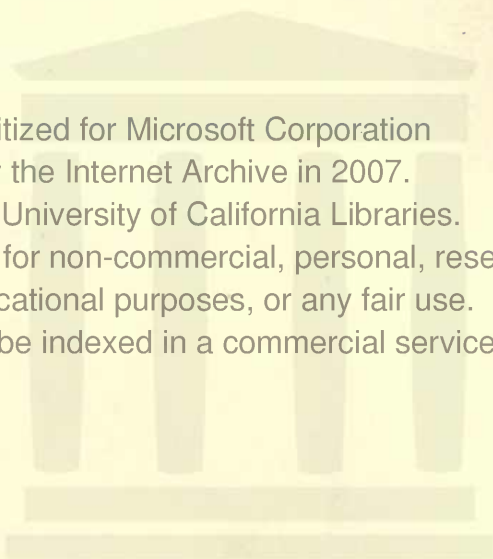 itized for Microsoft Corporation
the Internet Archive in 2007.
University of California Libraries.
for non-commercial, personal, rese
cational purposes, or any fair use.
be indexed in a commercial service